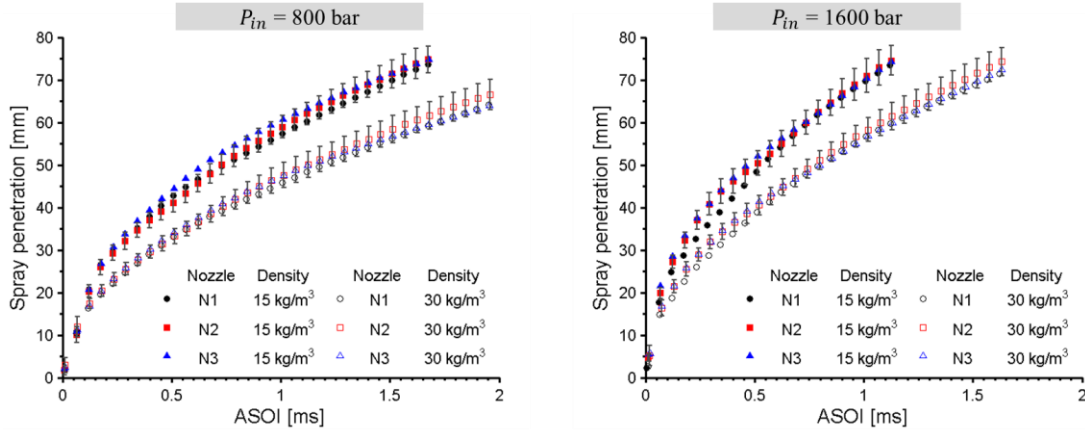 P_in = 800 bar
80
70
60
50
40
30
20
10
0
Spray penetration [mm]
Nozzle Density Nozzle Density
N1 15 kg/m³ N1 30 kg/m³
N2 15 kg/m³ N2 30 kg/m³
N3 15 kg/m³ N3 30 kg/m³
0 0.5 1 1.5 2
ASOI [ms]
P_in = 1600 bar
80
70
60
50
40
30
20
10
0
Spray penetration [mm]
Nozzle Density Nozzle Density
N1 15 kg/m³ N1 30 kg/m³
N2 15 kg/m³ N2 30 kg/m³
N3 15 kg/m³ N3 30 kg/m³
0 0.5 1 1.5 2
ASOI [ms]